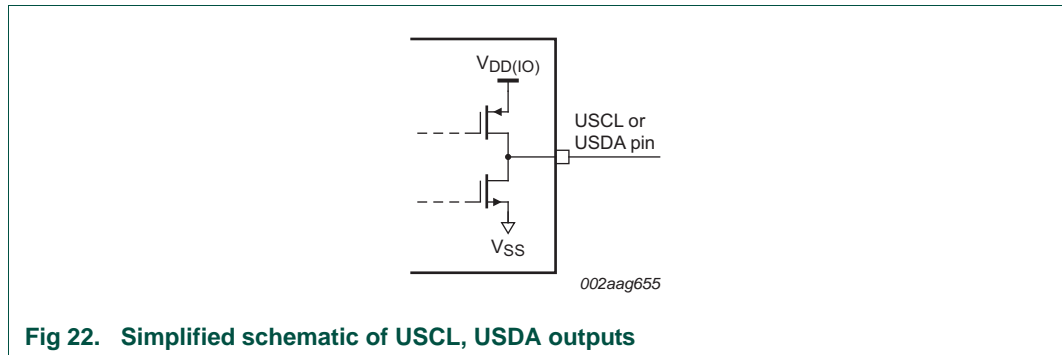 VDD(IO)
USCL or
USDA pin
VSS
002aag655
Fig 22. Simplified schematic of USCL, USDA outputs